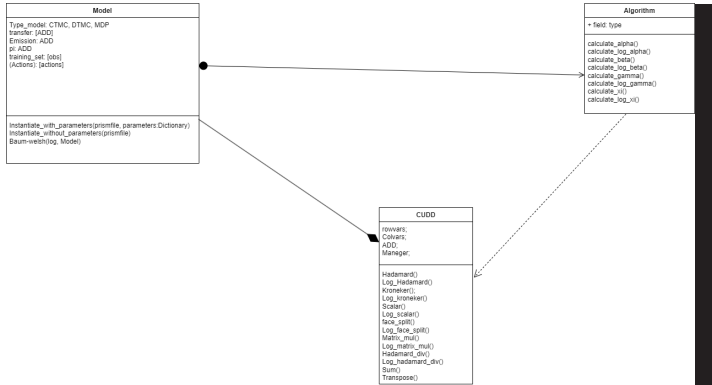 Model
Type_model: CTMC, DTMC, MDP
transfer: [ADD]
Emission: ADD
pi: ADD
training_set: [obs]
(Actions): [actions]
Instantiate_with_parameters(prismfile, parameters:Dictionary)
Instantiate_without_parameters(prismfile)
Baum-welsh(log, Model)
Algorithm
+ field: type
calculate_alpha()
calculate_log_alpha()
calculate_beta()
calculate_log_beta()
calculate_gamma()
calculate_log_gamma()
calculate_xi()
calculate_log_xi()
CUDD
rowvars;
Colvars;
ADD;
Maneger;
Hadamard()
Log_Hadamard()
Kroneker();
Log_kroneker()
Scalar()
Log_scalar()
face_split()
Log_face_split()
Matrix_mul()
Log_matrix_mul()
Hadamard_div()
Log_hadamard_div()
Sum()
Transpose()